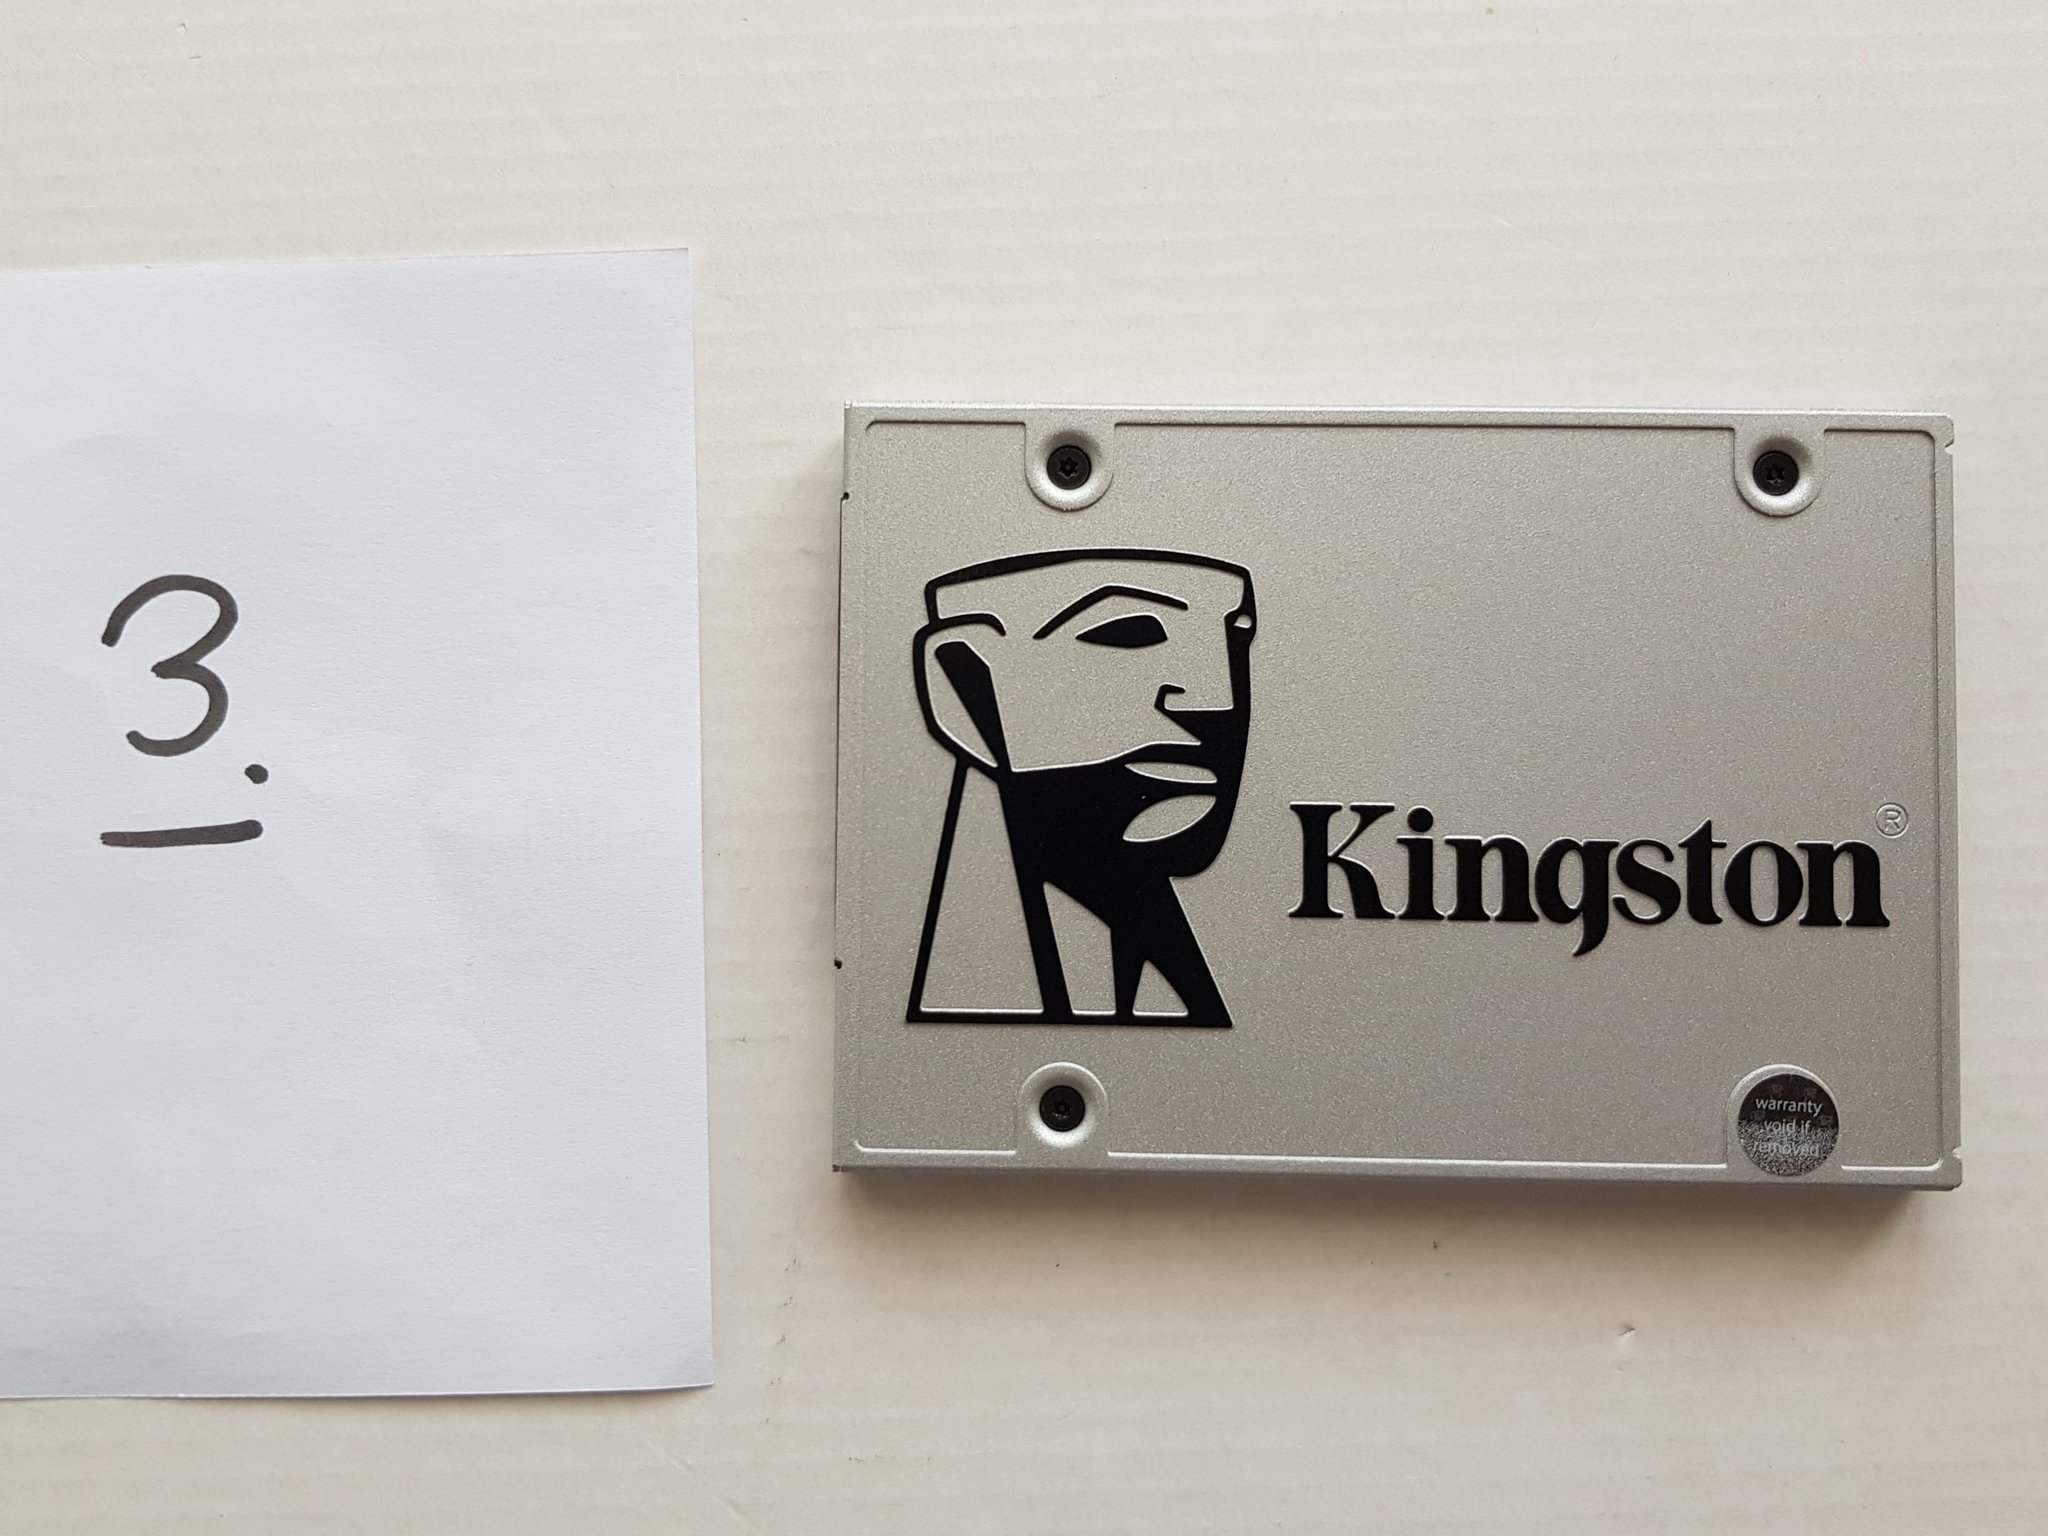 3.
Kingston®
warranty
void if
removed